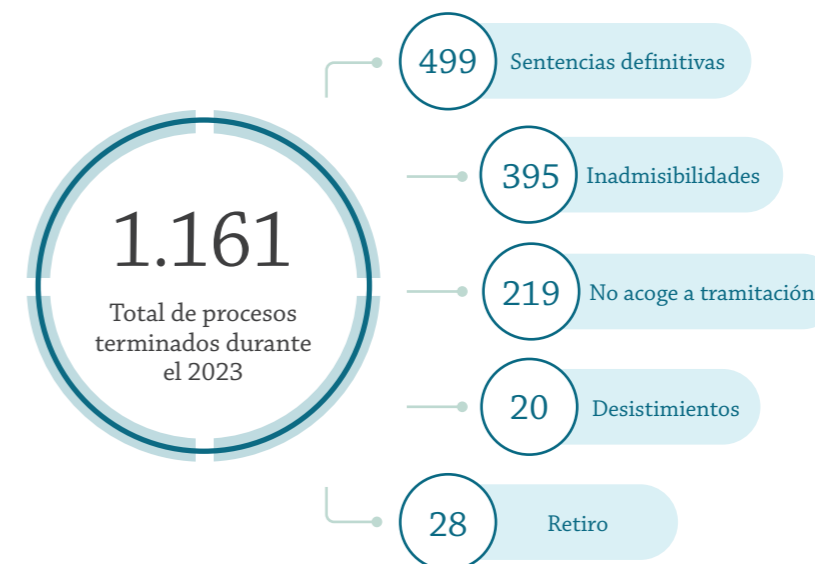 1.161
Total de procesos
terminados durante
el 2023
499 Sentencias definitivas
395 Inadmisibilidades
219 No acoge a tramitación
20 Desistimientos
28 Retiro